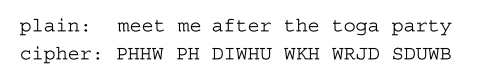 plain: meet me after the toga party
cipher: PHHW PH DIWHU WKH WRJD SDUWB